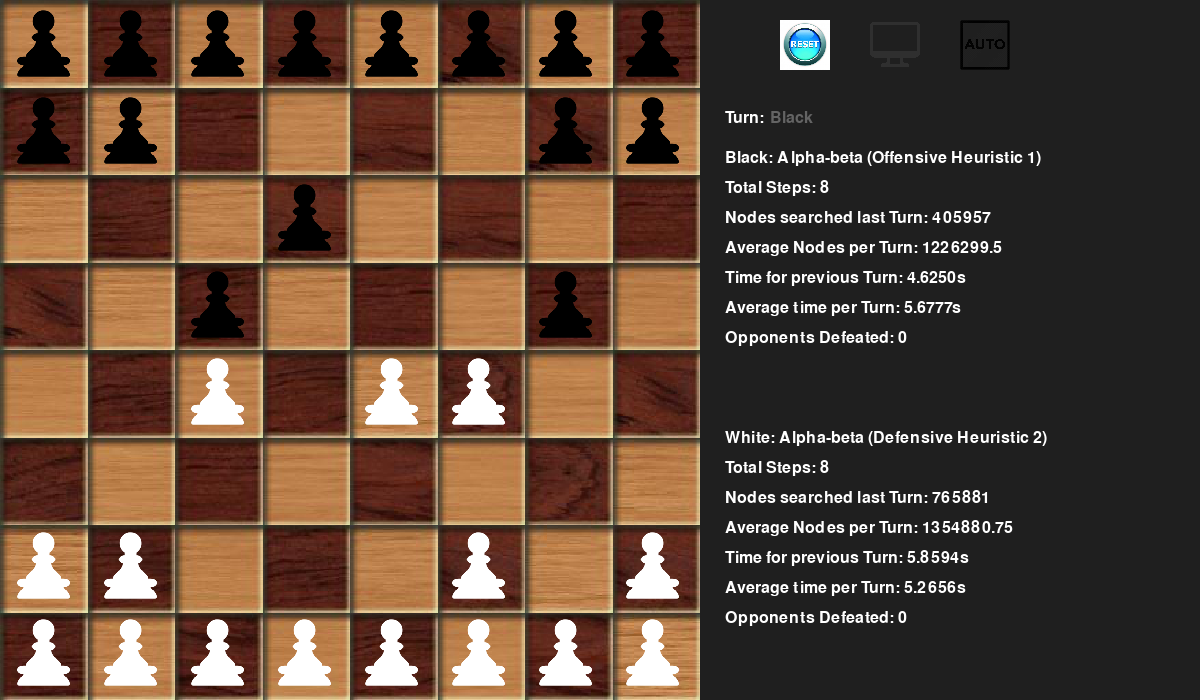 RESET
AUTO
Turn: Black
Black: Alpha-beta (Offensive Heuristic 1)
Total Steps: 8
Nodes searched last Turn: 405957
Average Nodes per Turn: 1226299.5
Time for previous Turn: 4.6250s
Average time per Turn: 5.6777s
Opponents Defeated: 0
White: Alpha-beta (Defensive Heuristic 2)
Total Steps: 8
Nodes searched last Turn: 765881
Average Nodes per Turn: 1354880.75
Time for previous Turn: 5.8594s
Average time per Turn: 5.2656s
Opponents Defeated: 0